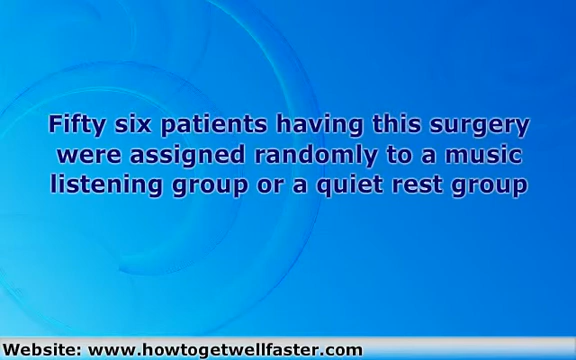 Fifty six patients having this surgery
were assigned randomly to a music
listening group or a quiet rest group
Website: www.howtogetwellfaster.com